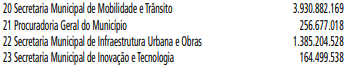 20 Secretaria Municipal de Mobilidade e Trânsito 3.930.882.169
21 Procuradoria Geral do Município 256.677.018
22 Secretaria Municipal de Infraestrutura Urbana e Obras 1.385.204.528
23 Secretaria Municipal de Inovação e Tecnologia 164.499.538